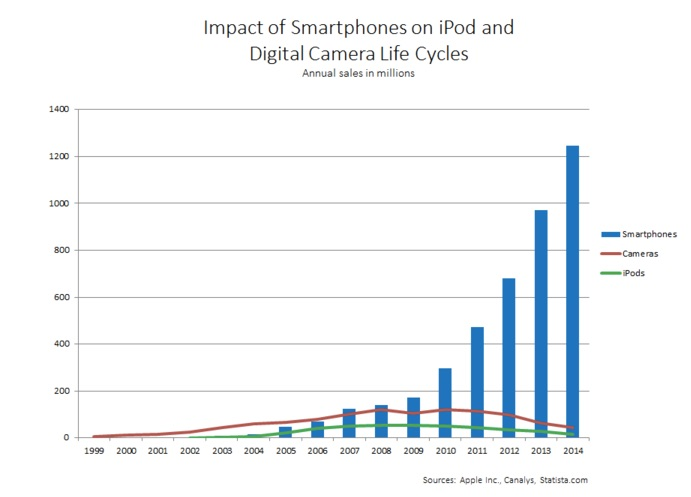 Impact of Smartphones on iPod and
Digital Camera Life Cycles
Annual sales in millions
1400
1200
1000
800
600
400
200
0
Smartphones
Cameras
iPods
1999 2000 2001 2002 2003 2004 2005 2006 2007 2008 2009 2010 2011 2012 2013 2014
Sources: Apple Inc., Canalys, Statista.com